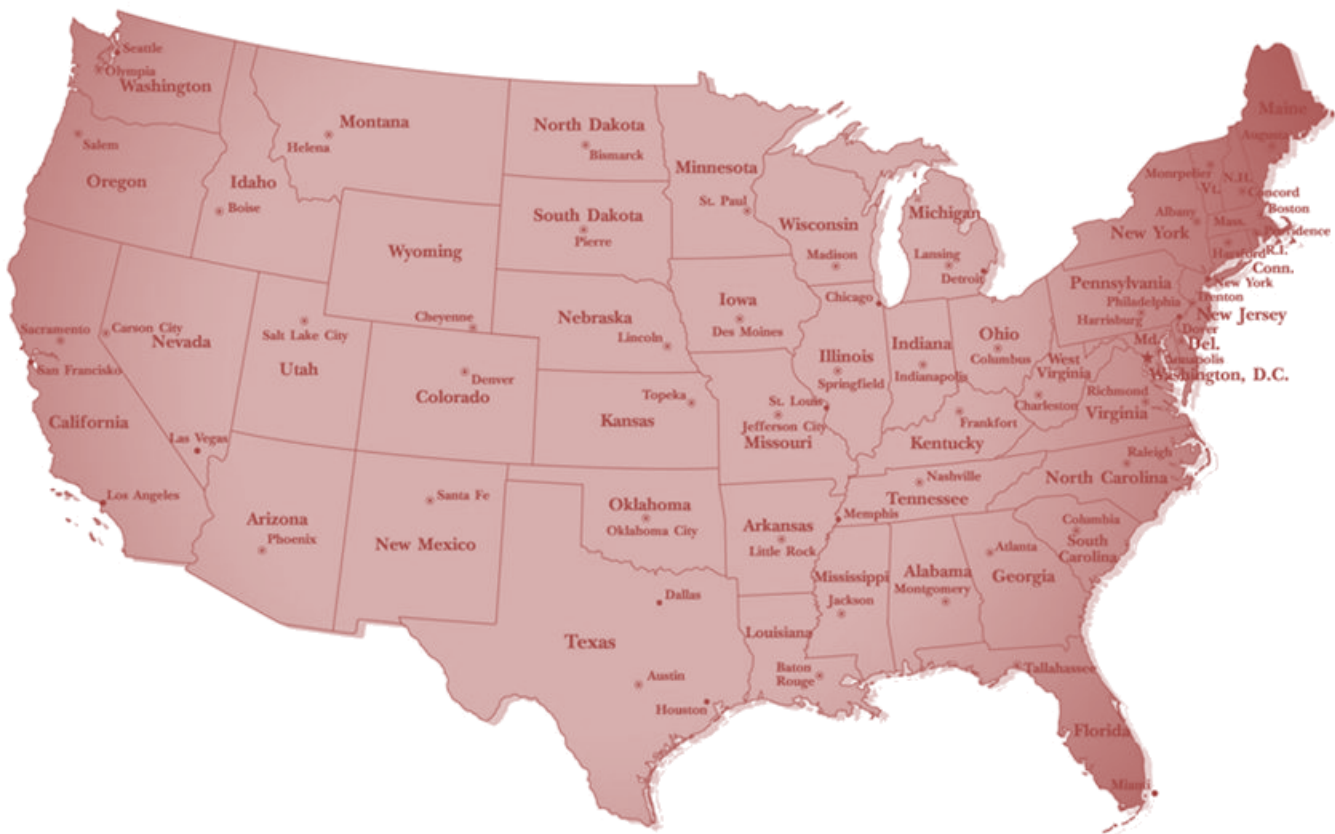 Seattle
Olympia
Washington
Montana
Helena
North Dakota
Bismarck
Minnesota
St. Paul
Maine
Augusta
Salem
Oregon
Idaho
Boise
South Dakota
Pierre
Wisconsin
Madison
Michigan
Lansing
Detroit
Monrpelier
Vt.
N.H.
Concord
Albany
New York
Mass.
Boston
Providence
Hartford
R.I.
Conn.
New York
Wyoming
Cheyenne
Nebraska
Lincoln
Iowa
Des Moines
Chicago
Pennsylvania
Philadelphia
Harrisburg
Trenton
New Jersey
Sacramento
Carson City
Nevada
Salt Lake City
Utah
San Francisko
Denver
Colorado
Topeka
Kansas
Illinois
Springfield
Indiana
Indianapolis
Ohio
Columbus
West
Virginia
Charleston
Md.
Dover
Del.
Annapolis
Washington, D.C.
Richmond
Virginia
California
Las Vegas
St. Louis
Jefferson City
Missouri
Frankfort
Kentucky
Los Angeles
Arizona
Phoenix
Santa Fe
New Mexico
Oklahoma
Oklahoma City
Arkansas
Little Rock
Nashville
Tennessee
Memphis
Raleigh
North Carolina
Columbia
South
Carolina
Atlanta
Georgia
Mississippi
Jackson
Alabama
Montgomery
Dallas
Texas
Austin
Houston
Louisiana
Baton
Rouge
Tallahassee
Florida
Miami